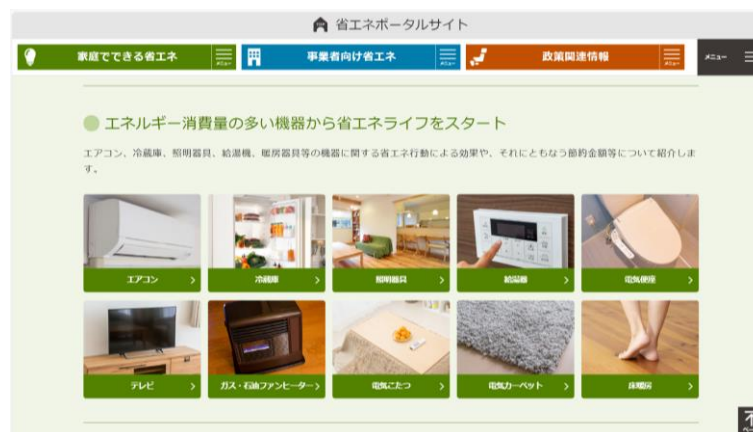 省エネポータルサイト
家庭でできる省エネ
メニュー
事業者向け省エネ
メニュー
政策関連情報
メニュー
メニュー
エネルギー消費量の多い機器から省エネライフをスタート
エアコン、冷蔵庫、照明器具、給湯機、暖房器具等の機器に関する省エネ行動による効果や、それにともなう節約金額等について紹介しま
す。
エアコン
冷蔵庫
照明器具
給湯器
電気便座
テレビ
ガス・石油ファンヒーター
電気こたつ
電気カーペット
床暖房